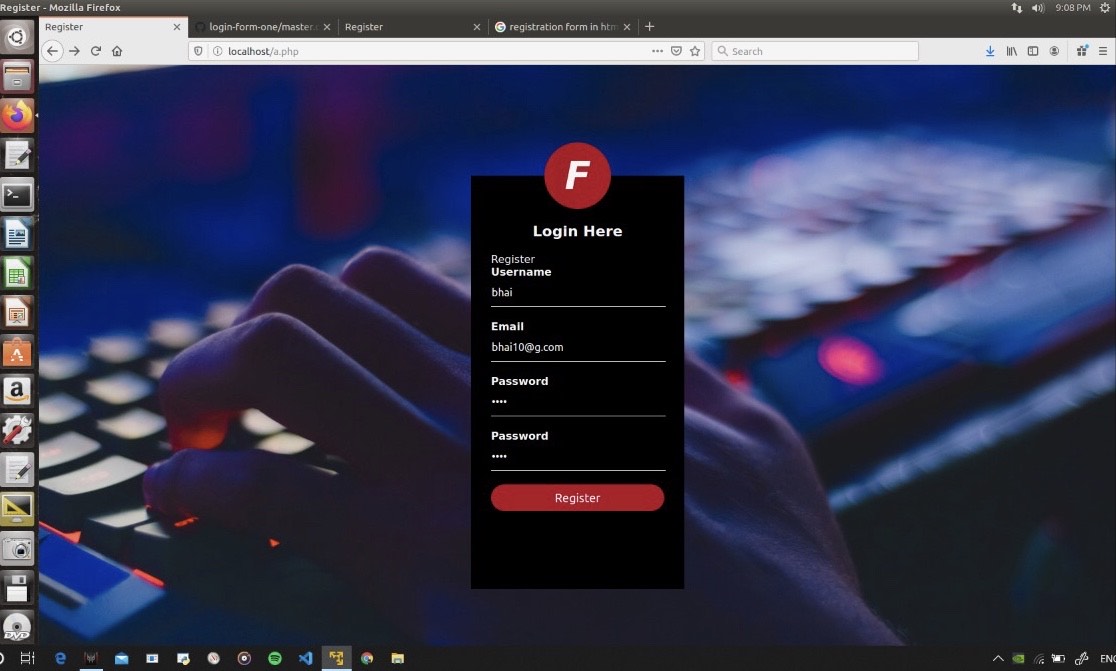 Register - Mozilla Firefox
9:08 PM
Register
login-form-one/master.
Register
registration form in htm
localhost/a.php
Search
F
Login Here
Register
Username
bhai
Email
bhai10@g.com
Password
••••
Password
••••
Register
a
DVD
ENG